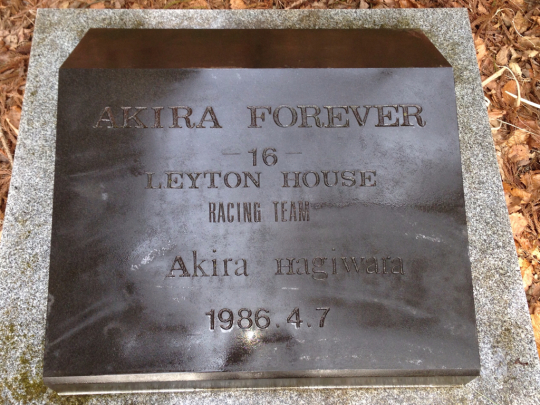 AKIRA FOREVER
- 16 -
LEYTON HOUSE
RACING TEAM
Akira Hagiwara
1986.4.7